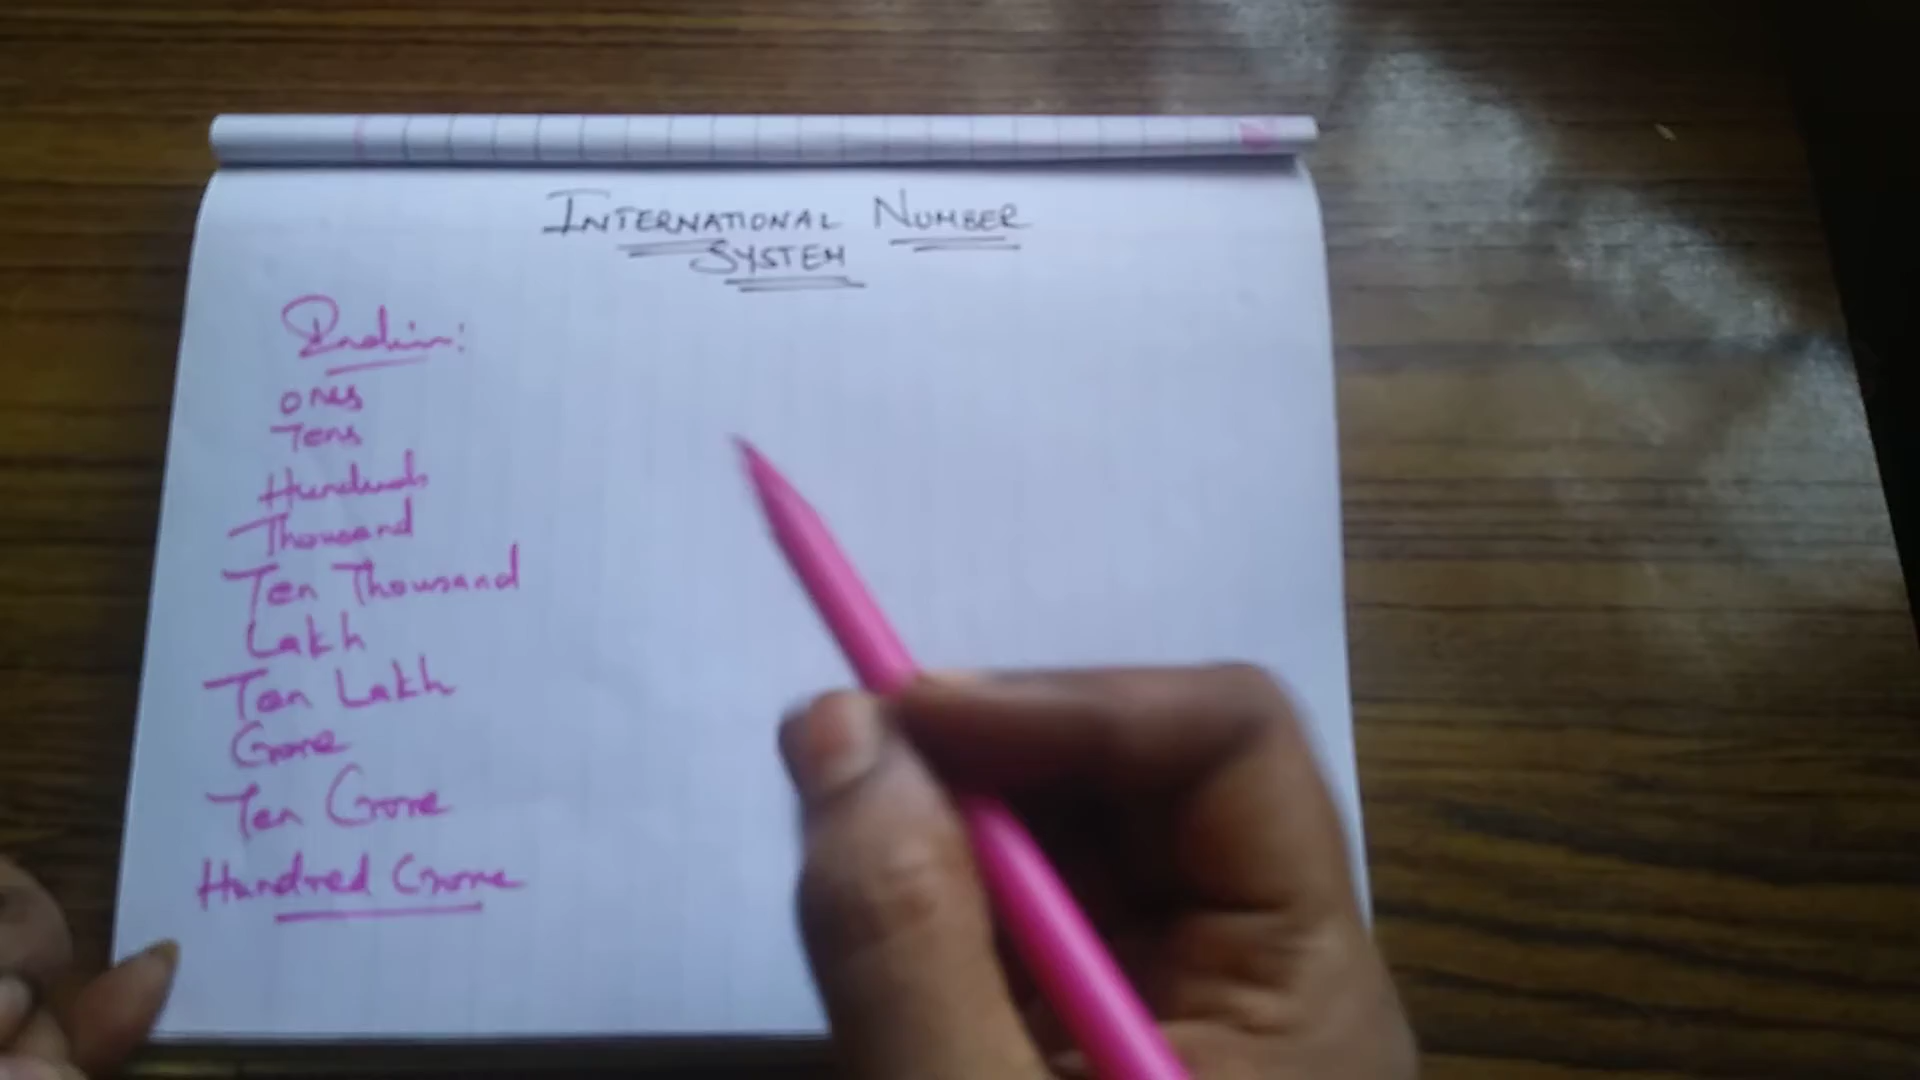 INTERNATIONAL NUMBER
SYSTEM
Indian:
ones
Tens
Hundreds
Thousand
Ten Thousand
Lakh
Ten Lakh
Crore
Ten Crore
Hundred Crore